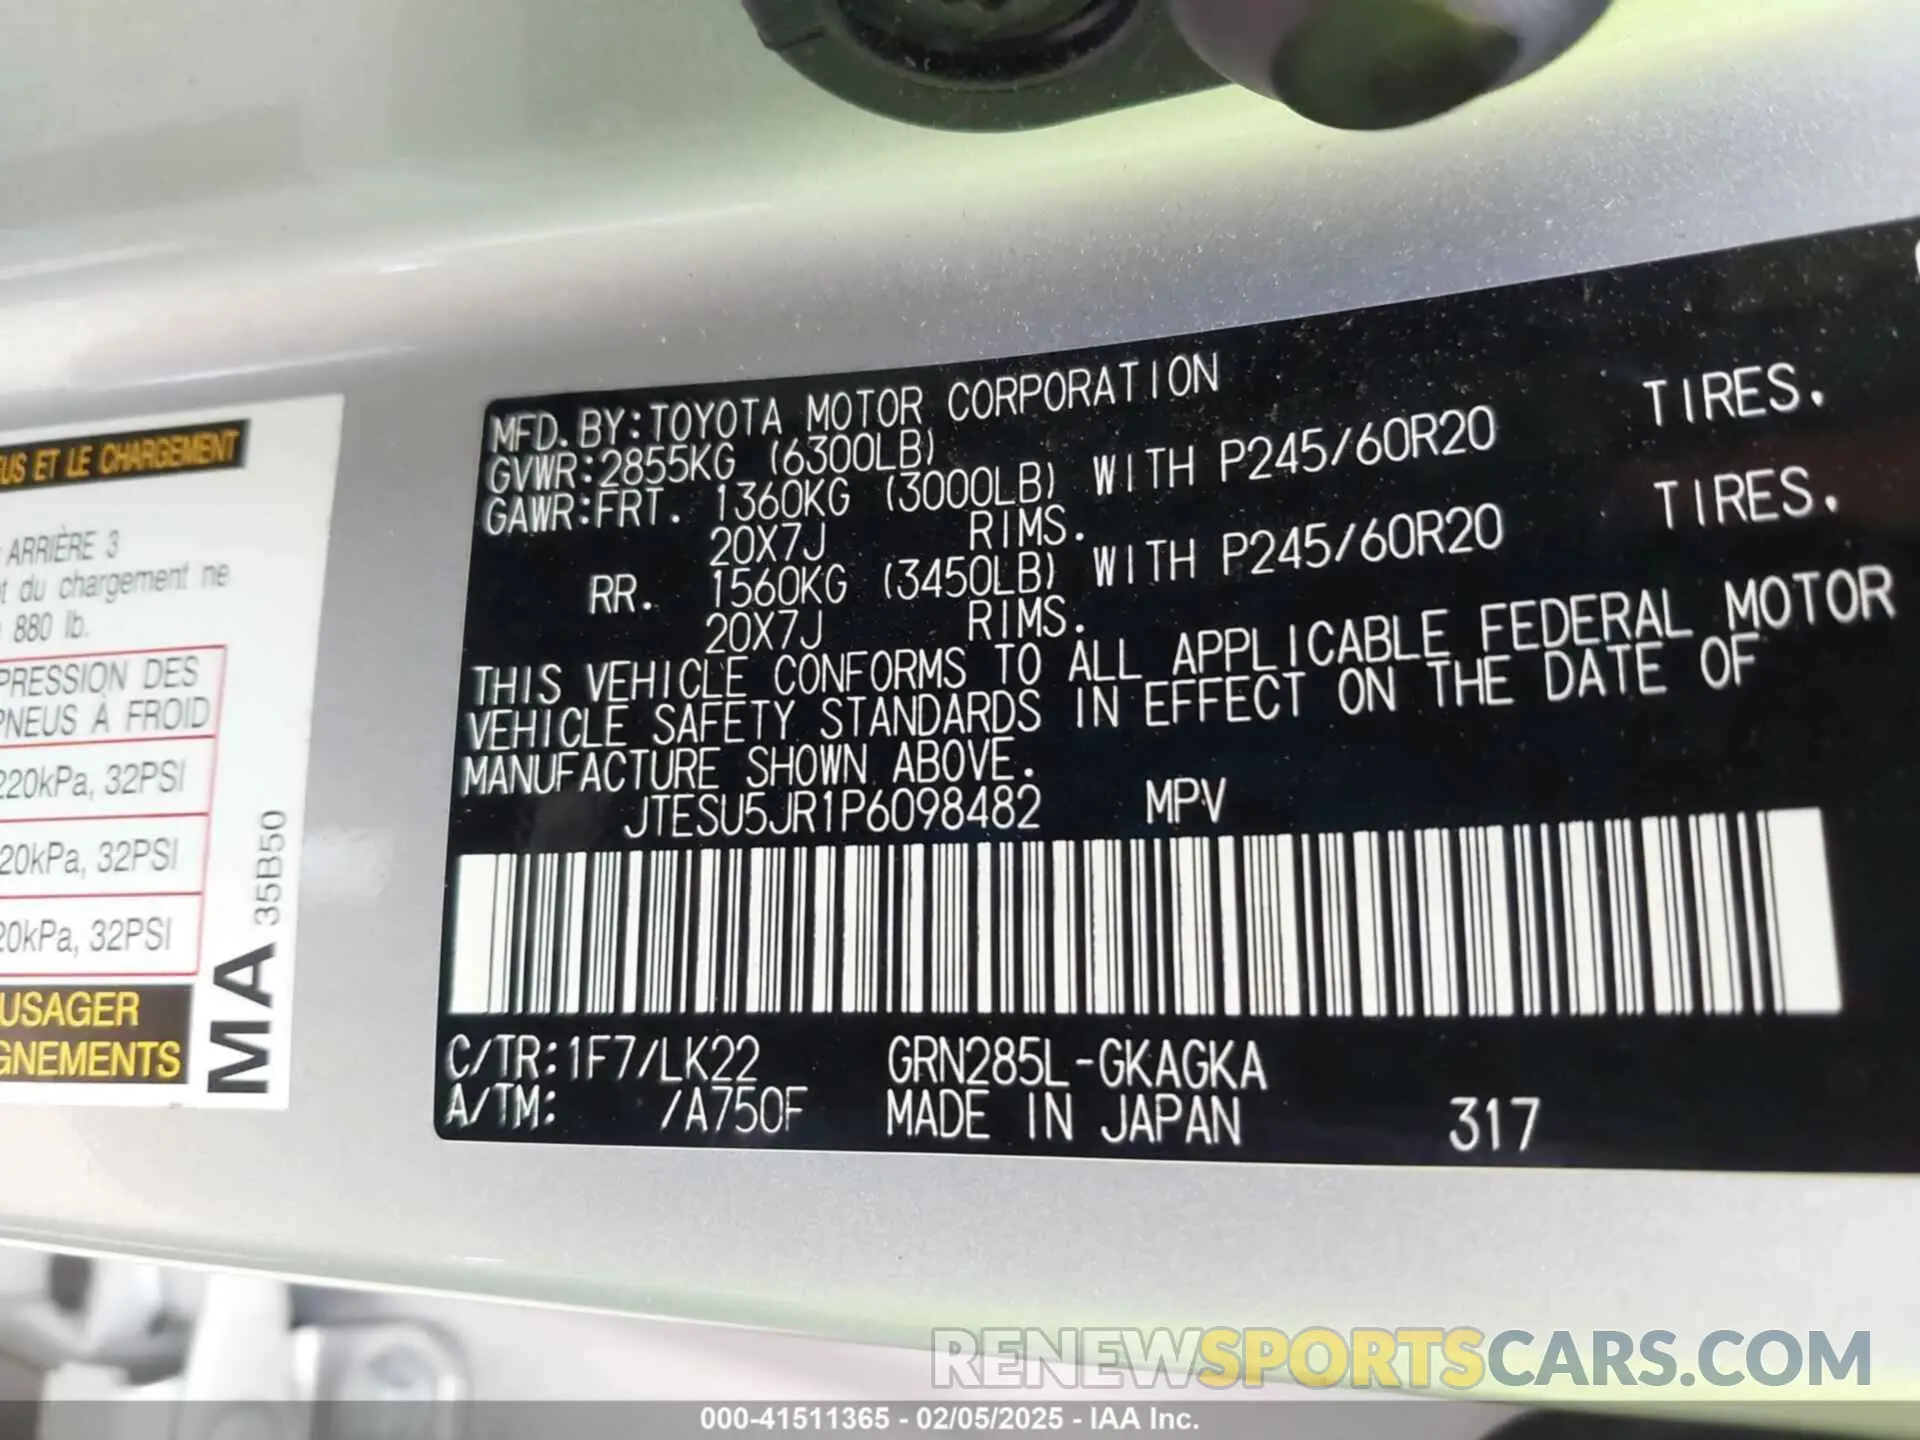 MFD. BY: TOYOTA MOTOR CORPORATION
GVWR: 2855KG (6300LB)
GAWR: FRT. 1360KG (3000LB) WITH P245/60R20 TIRES.
20X7J RIMS.
RR. 1560KG (3450LB) WITH P245/60R20 TIRES.
20X7J RIMS.
THIS VEHICLE CONFORMS TO ALL APPLICABLE FEDERAL MOTOR
VEHICLE SAFETY STANDARDS IN EFFECT ON THE DATE OF
MANUFACTURE SHOWN ABOVE.
JTESU5JR1P6098482 MPV
C/TR: 1F7/LK22 GRN285L-GKAGKA
A/TM: /A750F MADE IN JAPAN 317
ET LE CHARGEMENT
ARRIÈRE 3
du chargement ne
880 lb.
PRESSION DES
PNEUS À FROID
220kPa, 32PSI
20kPa, 32PSI
20kPa, 32PSI
USAGER
GNEMENTS
MA 35B50
RENEWSPORTSCARS.COM
000-41511365 - 02/05/2025 - IAA Inc.